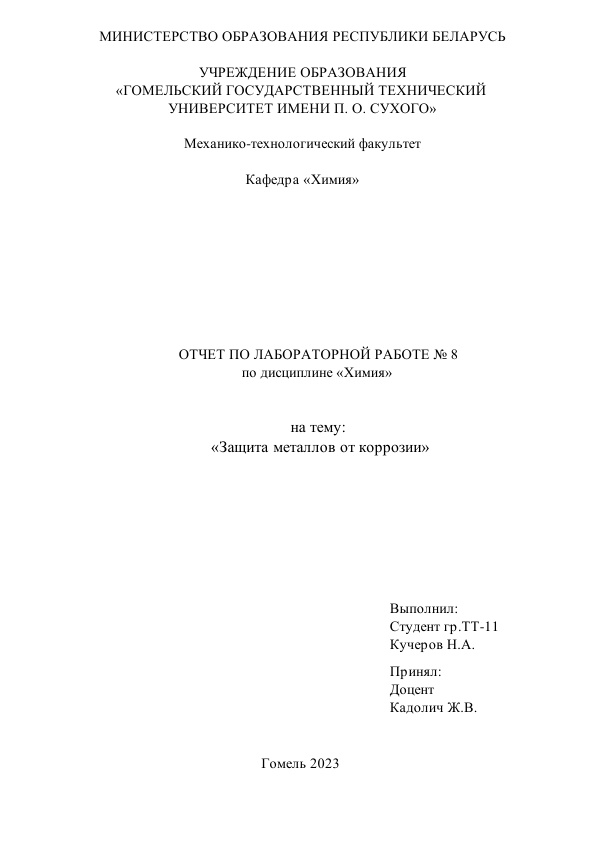 МИНИСТЕРСТВО ОБРАЗОВАНИЯ РЕСПУБЛИКИ БЕЛАРУСЬ
УЧРЕЖДЕНИЕ ОБРАЗОВАНИЯ
«ГОМЕЛЬСКИЙ ГОСУДАРСТВЕННЫЙ ТЕХНИЧЕСКИЙ
УНИВЕРСИТЕТ ИМЕНИ П. О. СУХОГО»
Механико-технологический факультет
Кафедра «Химия»
ОТЧЕТ ПО ЛАБОРАТОРНОЙ РАБОТЕ № 8
по дисциплине «Химия»
на тему:
«Защита металлов от коррозии»
Выполнил:
Студент гр.ТТ-11
Кучеров Н.А.
Принял:
Доцент
Кадолич Ж.В.
Гомель 2023